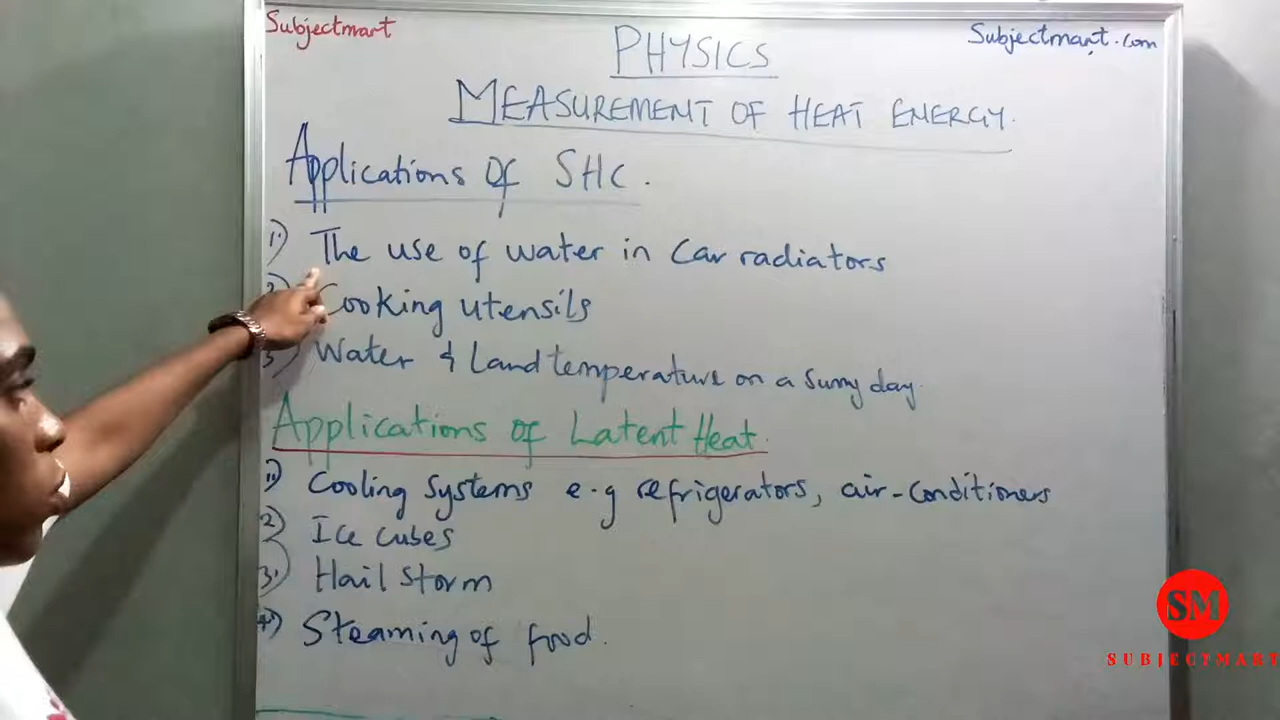 Subjectmart
Subjectmart.com
PHYSICS
MEASUREMENT OF HEAT ENERGY.
Applications Of SHC.
1) The use of water in Car radiators
2) Cooking utensils
3) Water & Land temperature on a Sunny day.
Applications Of Latent Heat.
1) Cooling Systems e.g refrigerators, air-Conditioners
2) Ice cubes
3) Hail Storm
4) Steaming of food.
SM
SUBJECTMART